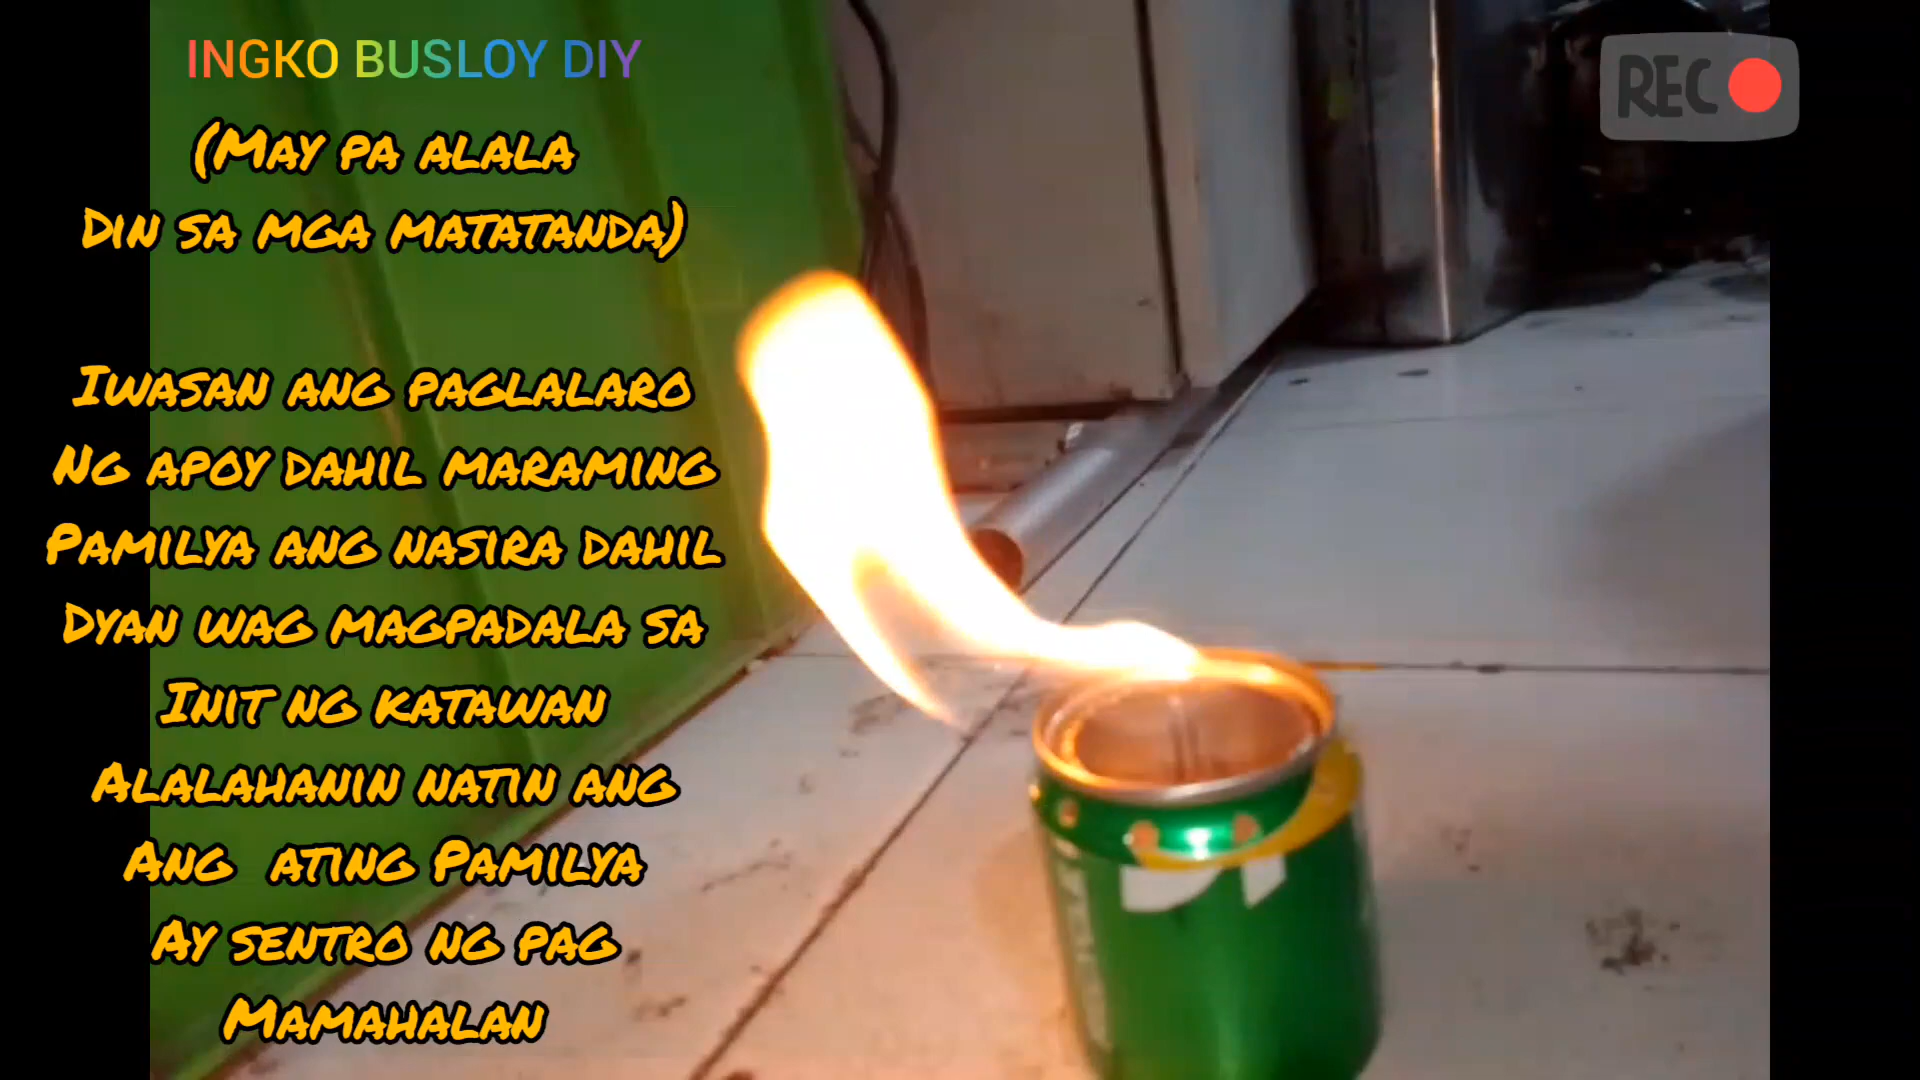 INGKO BUSLOY DIY
REC
(May pa alala
Din sa mga matatanda)
Iwasan ang paglalaro
Ng apoy dahil maraming
Pamilya ang nasira dahil
Dyan wag magpadala sa
Init ng katawan
Alalahanin natin ang
Ang ating Pamilya
Ay sentro ng pag
Mamahalan